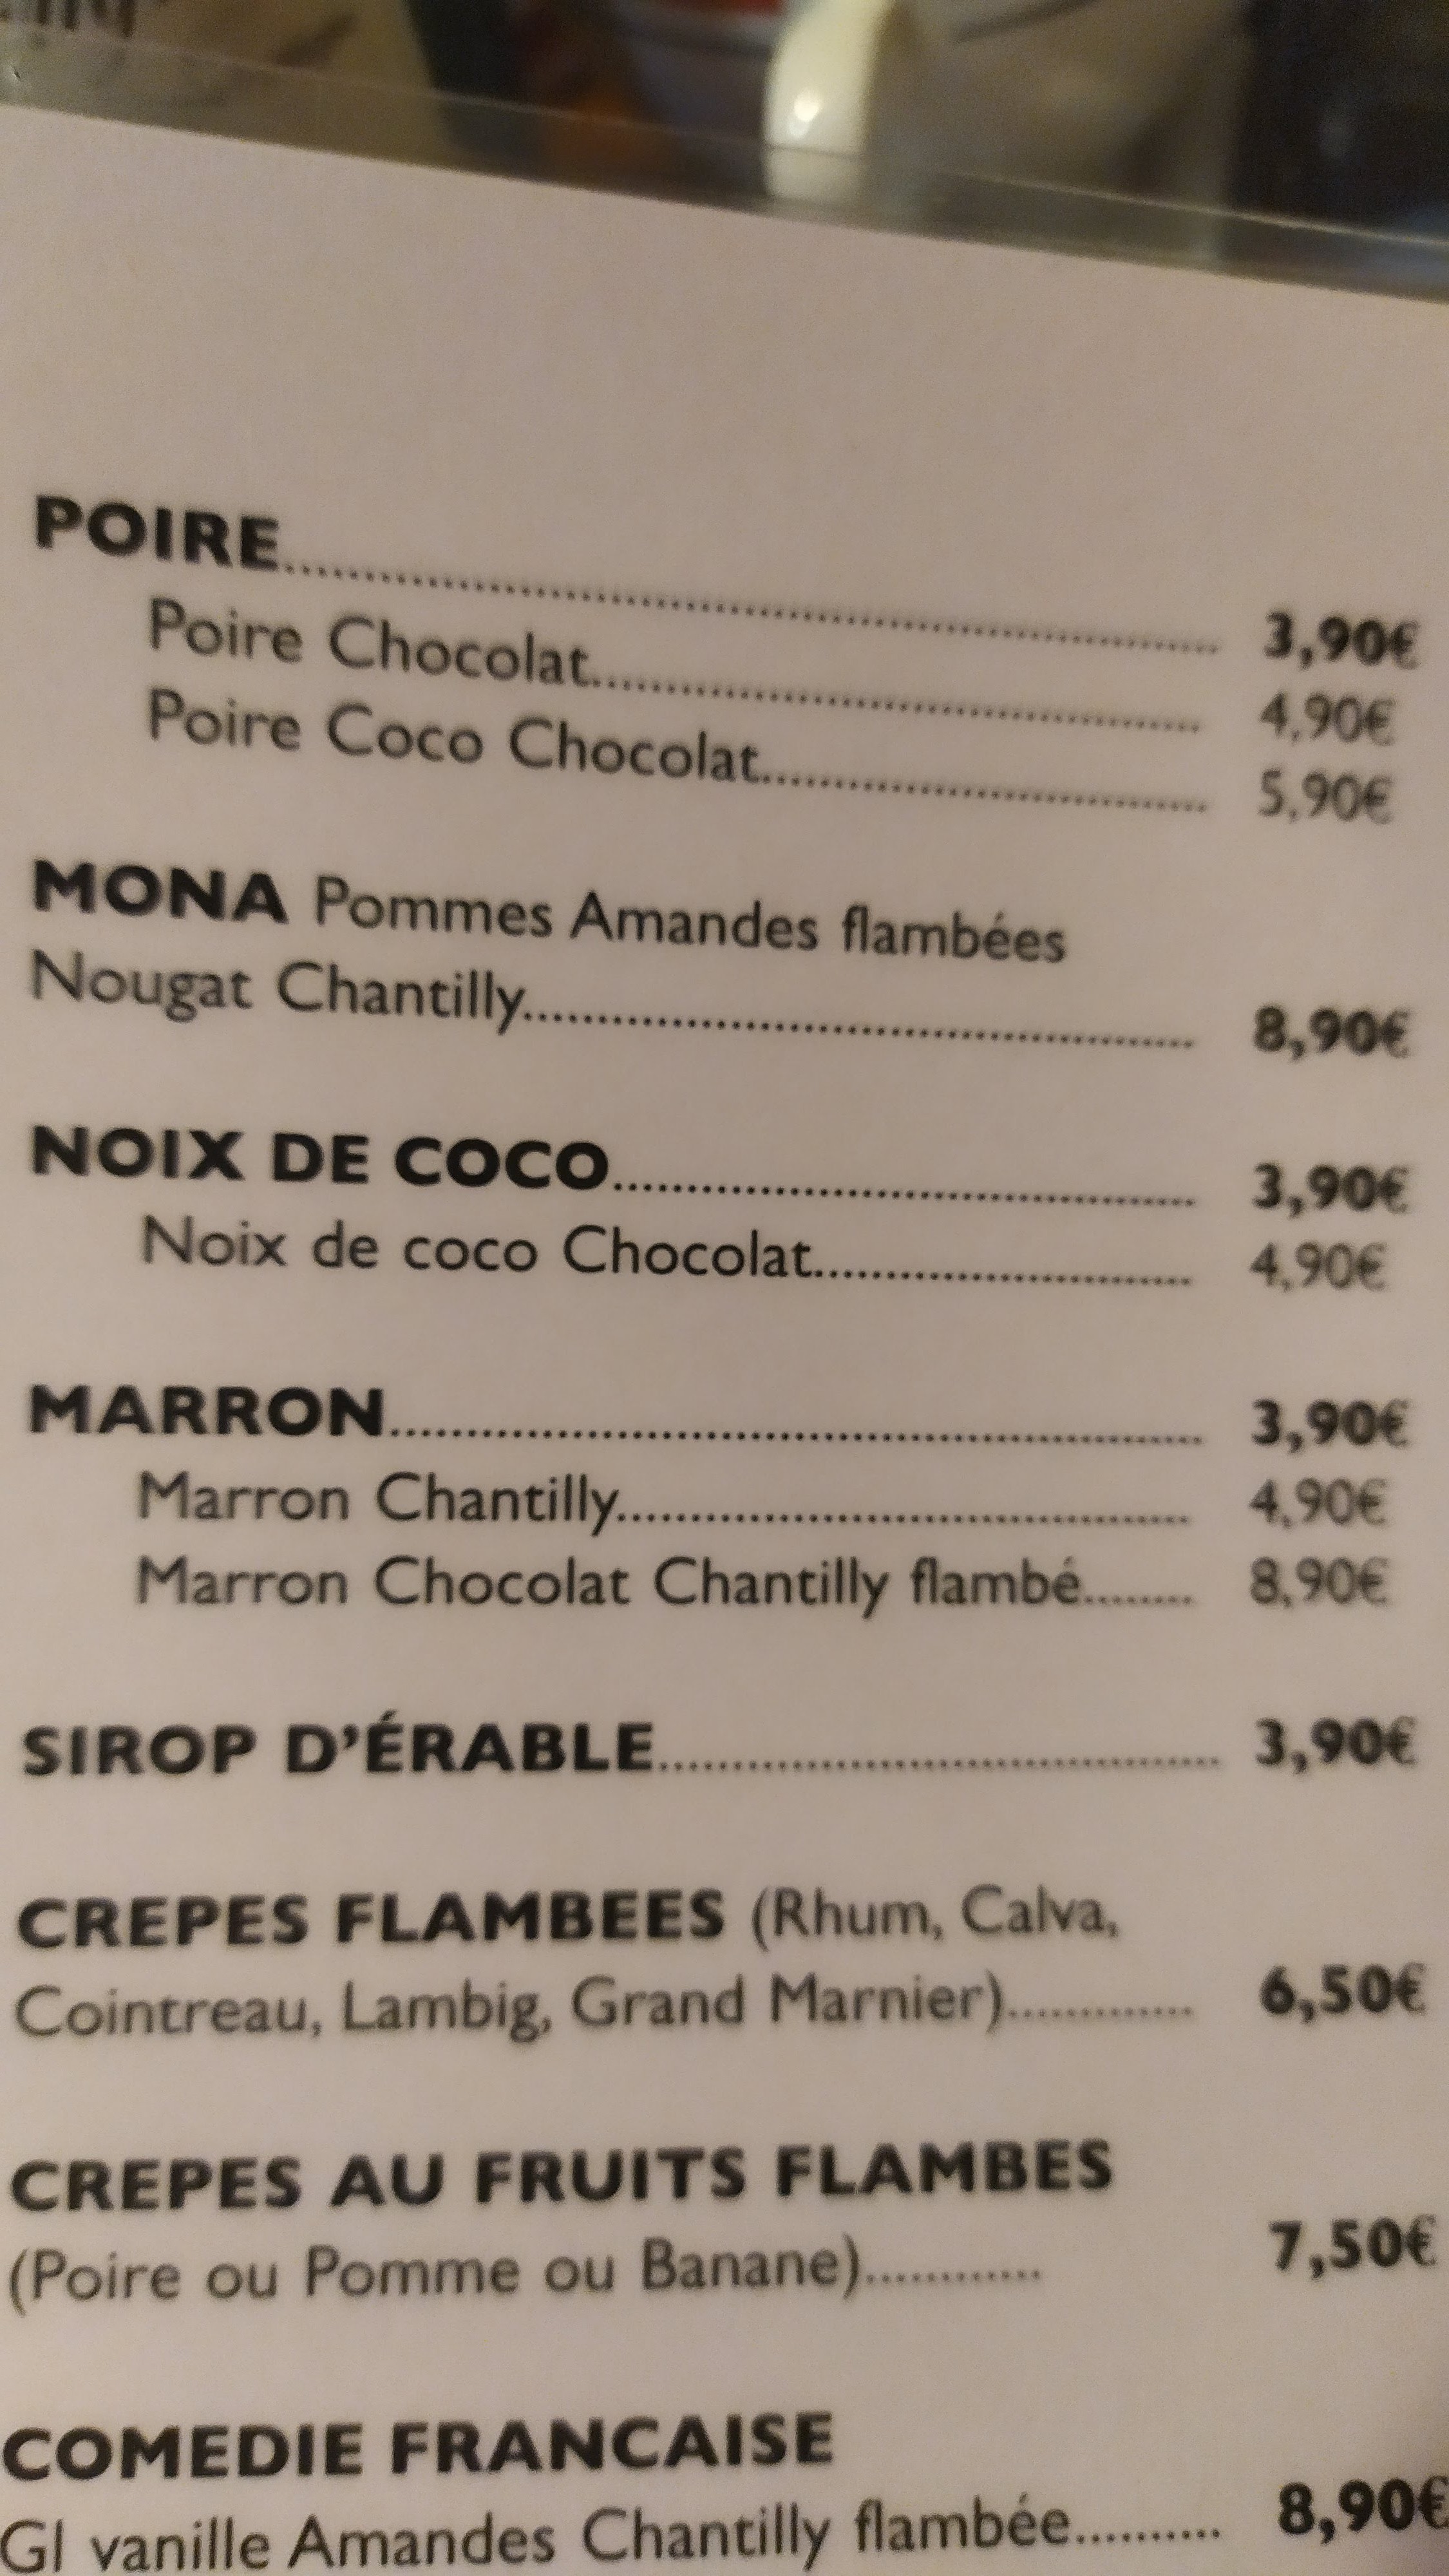 POIRE........................................ 3,90€
Poire Chocolat........................................ 4,90€
Poire Coco Chocolat........................................ 5,90€
MONA Pommes Amandes flambées
Nougat Chantilly........................................ 8,90€
NOIX DE COCO........................................ 3,90€
Noix de coco Chocolat........................................ 4,90€
MARRON........................................ 3,90€
Marron Chantilly........................................ 4,90€
Marron Chocolat Chantilly flambé........ 8,90€
SIROP D'ÉRABLE........................................ 3,90€
CREPES FLAMBEES (Rhum, Calva,
Cointreau, Lambig, Grand Marnier)............. 6,50€
CREPES AU FRUITS FLAMBES
(Poire ou Pomme ou Banane)............ 7,50€
COMEDIE FRANCAISE
Gl vanille Amandes Chantilly flambée.......... 8,90€